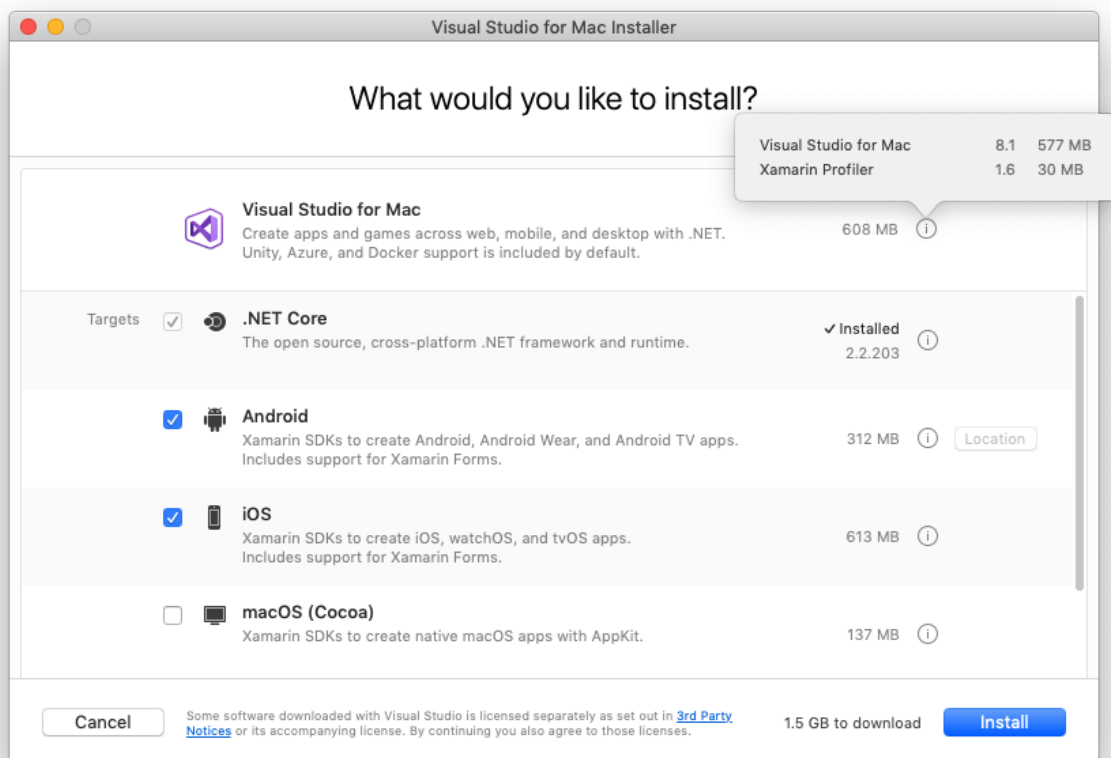 Visual Studio for Mac Installer
What would you like to install?
Visual Studio for Mac 8.1 577 MB
Xamarin Profiler 1.6 30 MB
Visual Studio for Mac
Create apps and games across web, mobile, and desktop with .NET.
Unity, Azure, and Docker support is included by default.
608 MB
Targets
.NET Core
The open source, cross-platform .NET framework and runtime.
✓ Installed
2.2.203
Android
Xamarin SDKs to create Android, Android Wear, and Android TV apps.
Includes support for Xamarin Forms.
312 MB
Location
iOS
Xamarin SDKs to create iOS, watchOS, and tvOS apps.
Includes support for Xamarin Forms.
613 MB
macOS (Cocoa)
Xamarin SDKs to create native macOS apps with AppKit.
137 MB
Cancel
Some software downloaded with Visual Studio is licensed separately as set out in 3rd Party
Notices or its accompanying license. By continuing you also agree to those licenses.
1.5 GB to download
Install